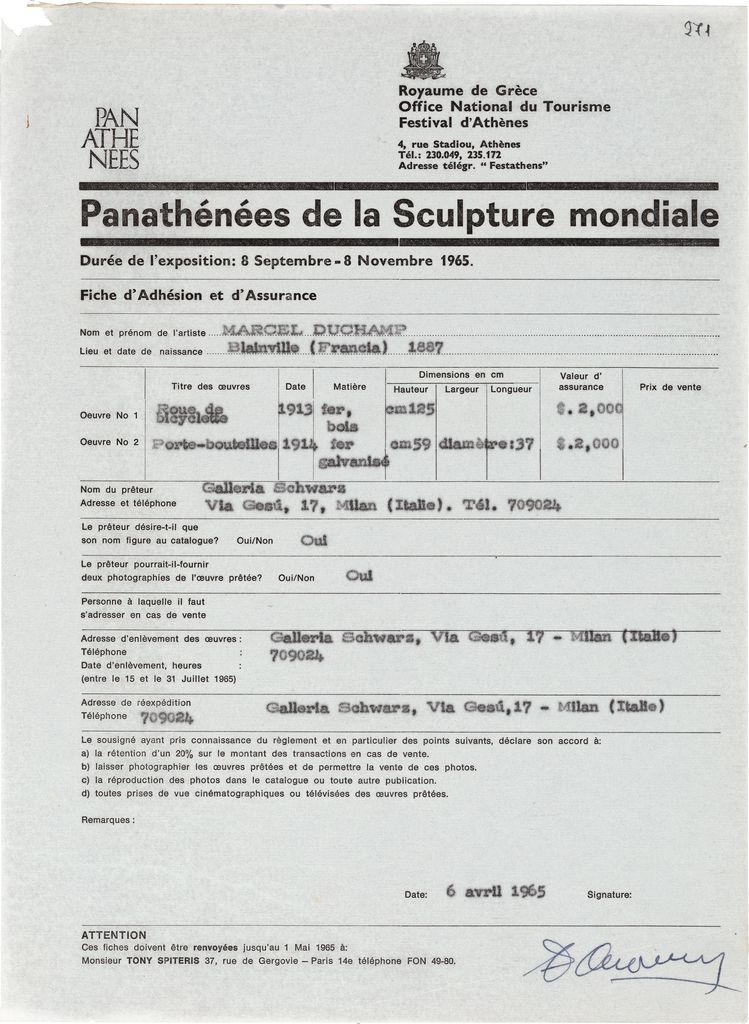 271
PAN
ATHE
NEES
Royaume de Grèce
Office National du Tourisme
Festival d'Athènes
4, rue Stadiou, Athènes
Tél.: 230.049, 235.172
Adresse télégr. “ Festathens”
Panathénées de la Sculpture mondiale
Durée de l'exposition: 8 Septembre - 8 Novembre 1965.
Fiche d'Adhésion et d'Assurance
Nom et prénom de l'artiste MARCEL DUCHAMP
Lieu et date de naissance Blainville (Francia) 1887
Titre des œuvres Date Matière Dimensions en cm Hauteur Largeur Longueur Valeur d' assurance Prix de vente
Oeuvre No 1 Roue de bicyclette 1913 fer, bois cm125 $. 2,000
Oeuvre No 2 Porte-bouteilles 1914 fer galvanisé cm59 diamètre:37 $.2,000
Nom du prêteur Galleria Schwarz
Adresse et téléphone Via Gesú, 17, Milan (Italie). Tél. 709024
Le prêteur désire-t-il que
son nom figure au catalogue? Oui/Non Oui
Le prêteur pourrait-il-fournir
deux photographies de l'œuvre prêtée? Oui/Non Oui
Personne à laquelle il faut
s'adresser en cas de vente
Adresse d'enlèvement des œuvres : Galleria Schwarz, Via Gesú, 17 - Milan (Italie)
Téléphone : 709024
Date d'enlèvement, heures :
(entre le 15 et le 31 Juillet 1965)
Adresse de réexpédition Galleria Schwarz, Via Gesú,17 - Milan (Italie)
Téléphone 709024
Le sousigné ayant pris connaissance du règlement et en particulier des points suivants, déclare son accord à:
a) la rétention d'un 20% sur le montant des transactions en cas de vente.
b) laisser photographier les œuvres prêtées et de permettre la vente de ces photos.
c) la réproduction des photos dans le catalogue ou toute autre publication.
d) toutes prises de vue cinématographiques ou télévisées des œuvres prêtées.
Remarques :
Date: 6 avril 1965 Signature:
ATTENTION
Ces fiches doivent être renvoyées jusqu'au 1 Mai 1965 à:
Monsieur TONY SPITERIS 37, rue de Gergovie – Paris 14e téléphone FON 49-80.